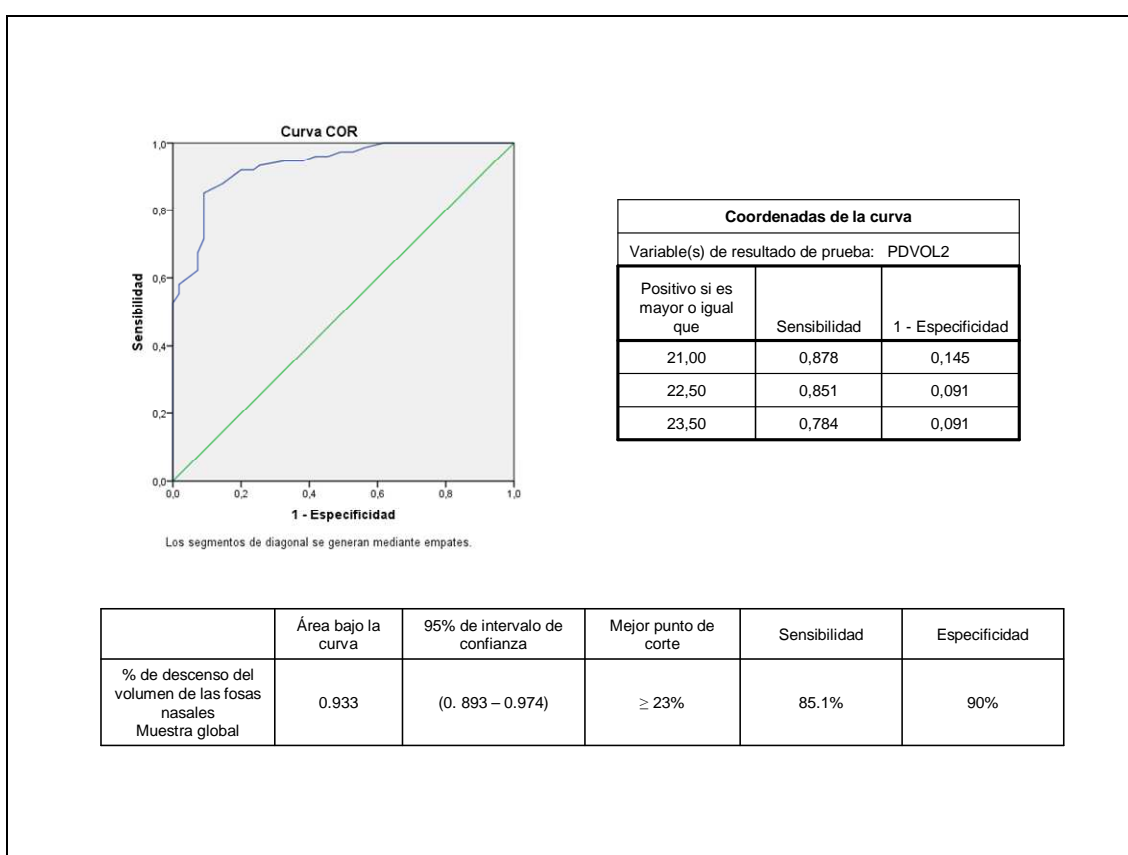 Curva COR
1,0
0,8
0,6
0,4
0,2
0,0
Sensibilidad
0,0 0,2 0,4 0,6 0,8 1,0
1 - Especificidad
Los segmentos de diagonal se generan mediante empates.
Coordenadas de la curva
Variable(s) de resultado de prueba: PDVOL2
Positivo si es
mayor o igual
que
Sensibilidad
1 - Especificidad
21,00 0,878 0,145
22,50 0,851 0,091
23,50 0,784 0,091
Área bajo la
curva
95% de intervalo de
confianza
Mejor punto de
corte
Sensibilidad
Especificidad
% de descenso del
volumen de las fosas
nasales
Muestra global
0.933
(0. 893 – 0.974)
≥ 23%
85.1%
90%